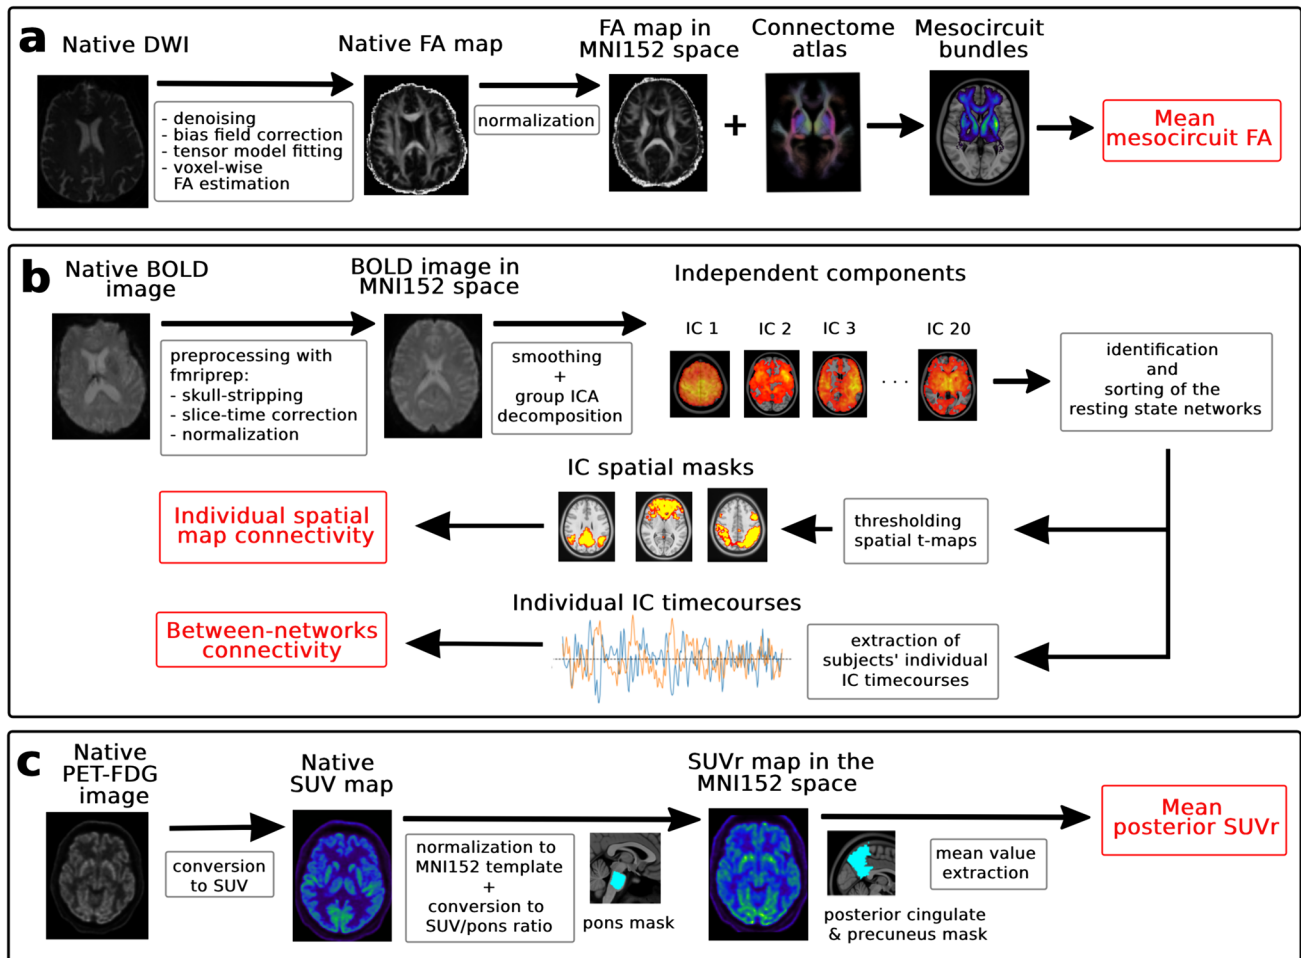 a
Native DWI
- denoising
- bias field correction
- tensor model fitting
- voxel-wise
FA estimation
Native FA map
normalization
FA map in
MNI152 space
+
Connectome
atlas
Mesocircuit
bundles
Mean
mesocircuit FA
b
Native BOLD
image
preprocessing with
fmriprep:
- skull-stripping
- slice-time correction
- normalization
BOLD image in
MNI152 space
smoothing
+
group ICA
decomposition
Independent components
IC 1
IC 2
IC 3
. . .
IC 20
identification
and
sorting of the
resting state networks
thresholding
spatial t-maps
IC spatial masks
Individual spatial
map connectivity
extraction of
subjects' individual
IC timecourses
Individual IC timecourses
Between-networks
connectivity
c
Native
PET-FDG
image
conversion
to SUV
Native
SUV map
normalization to
MNI152 template
+
conversion to
SUV/pons ratio
pons mask
SUVr map in the
MNI152 space
posterior cingulate
& precuneus mask
mean value
extraction
Mean
posterior SUVr